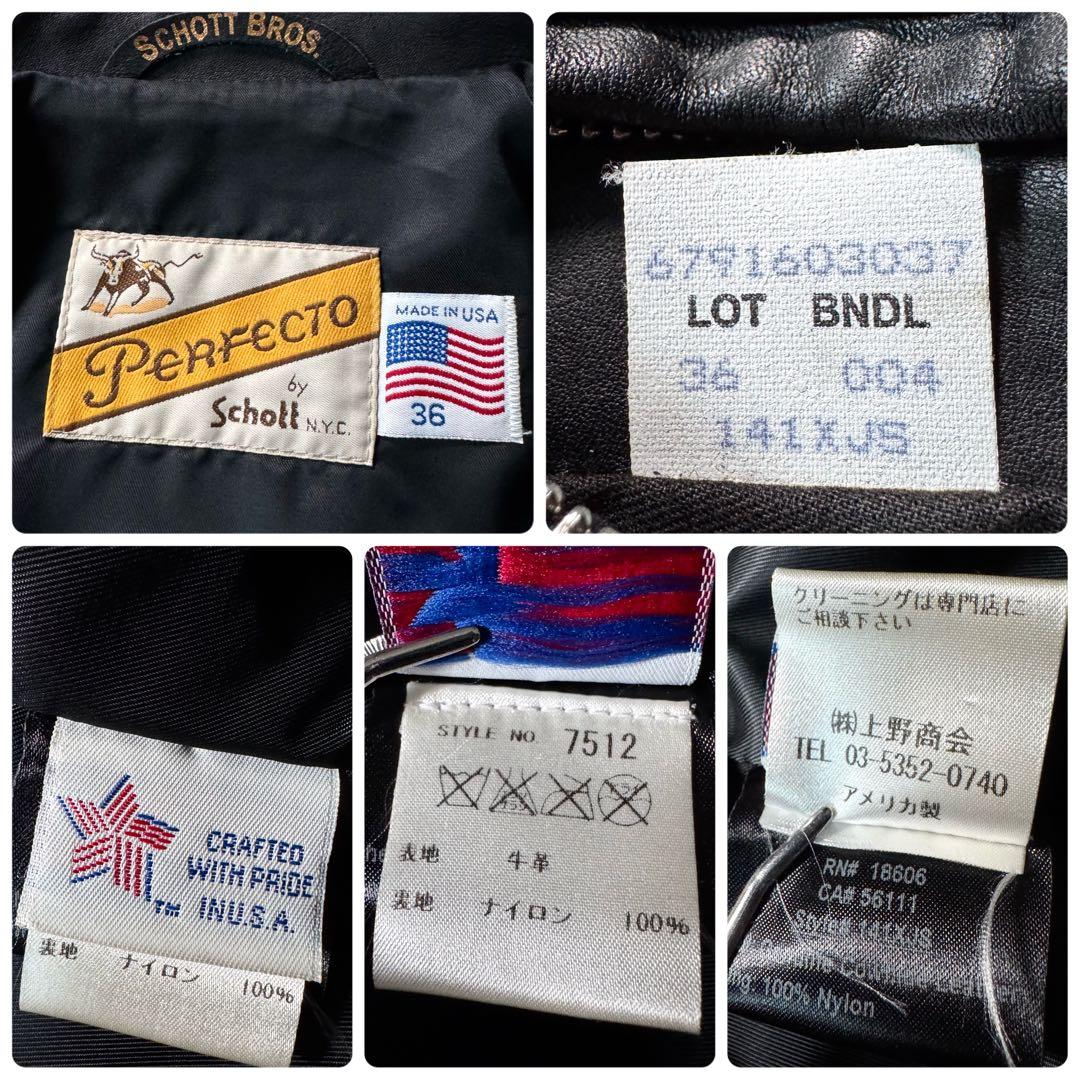 SCHOTT BROS.
PERFECTO
by
Schott N.Y.C.
MADE IN USA
36
6791603037
LOT BNDL
36 004
141XJS
CRAFTED
WITH PRIDE
IN U.S.A.
TM
裏地 ナイロン 100%
STYLE NO. 7512
表地 牛革
裏地 ナイロン 100%
クリーニングは専門店に
ご相談下さい
(株)上野商会
TEL 03-5352-0740
アメリカ製
RN# 18606
CA# 56111
Style# 141XJS
100% Nylon